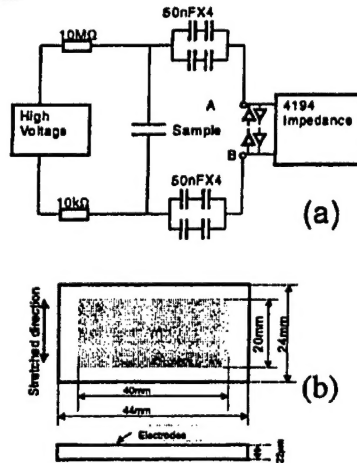 50nFX4
10MΩ
A
4194
Impedance
High
Voltage
Sample
B
50nFX4
10kΩ
(a)
Stretched direction
20mm
24mm
(b)
40mm
44mm
Electrodes